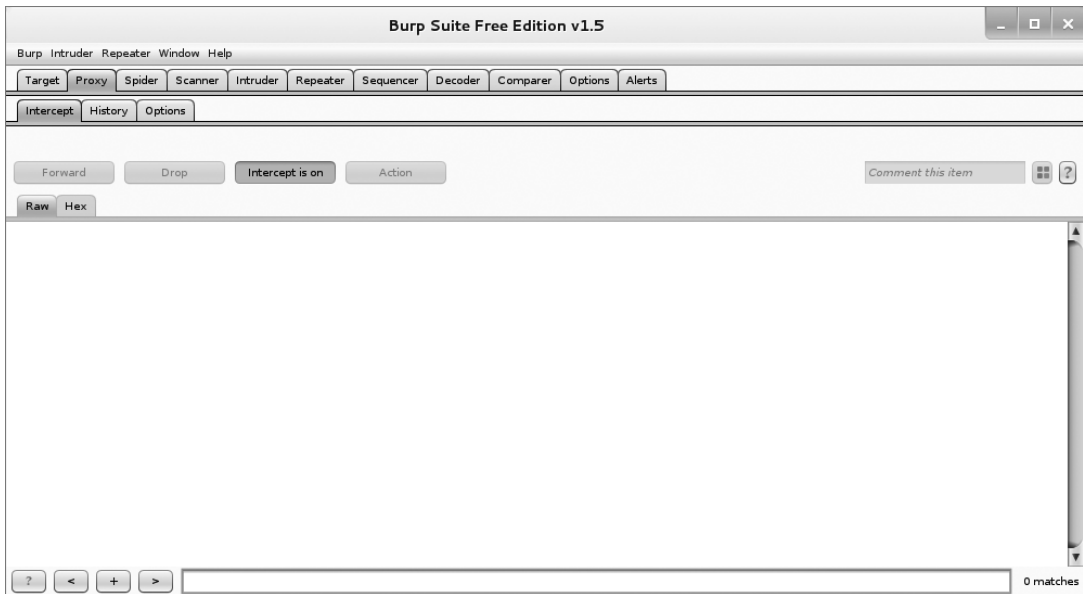 Burp Suite Free Edition v1.5
Burp Intruder Repeater Window Help
Target Proxy Spider Scanner Intruder Repeater Sequencer Decoder Comparer Options Alerts
Intercept History Options
Forward Drop Intercept is on Action Comment this item ?
Raw Hex
? < + > 0 matches